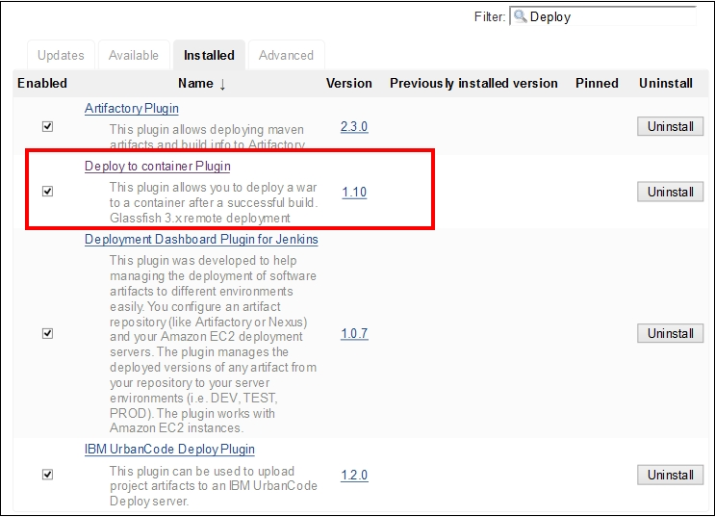 Filter: Deploy
Updates Available Installed Advanced
Enabled Name ↓ Version Previously installed version Pinned Uninstall
Artifactory Plugin
This plugin allows deploying maven
artifacts and build info to Artifactory
2.3.0
Uninstall
Deploy to container Plugin
This plugin allows you to deploy a war
to a container after a successful build.
Glassfish 3.x remote deployment
1.10
Uninstall
Deployment Dashboard Plugin for Jenkins
This plugin was developed to help
managing the deployment of software
artifacts to different environments
easily. You configure an artifact
repository (like Artifactory or Nexus)
and your Amazon EC2 deployment
servers. The plugin manages the
deployed versions of any artifact from
your repository to your server
environments (i.e. DEV, TEST,
PROD). The plugin works with
Amazon EC2 instances.
1.0.7
Uninstall
IBM UrbanCode Deploy Plugin
This plugin can be used to upload
project artifacts to an IBM UrbanCode
Deploy server.
1.2.0
Uninstall